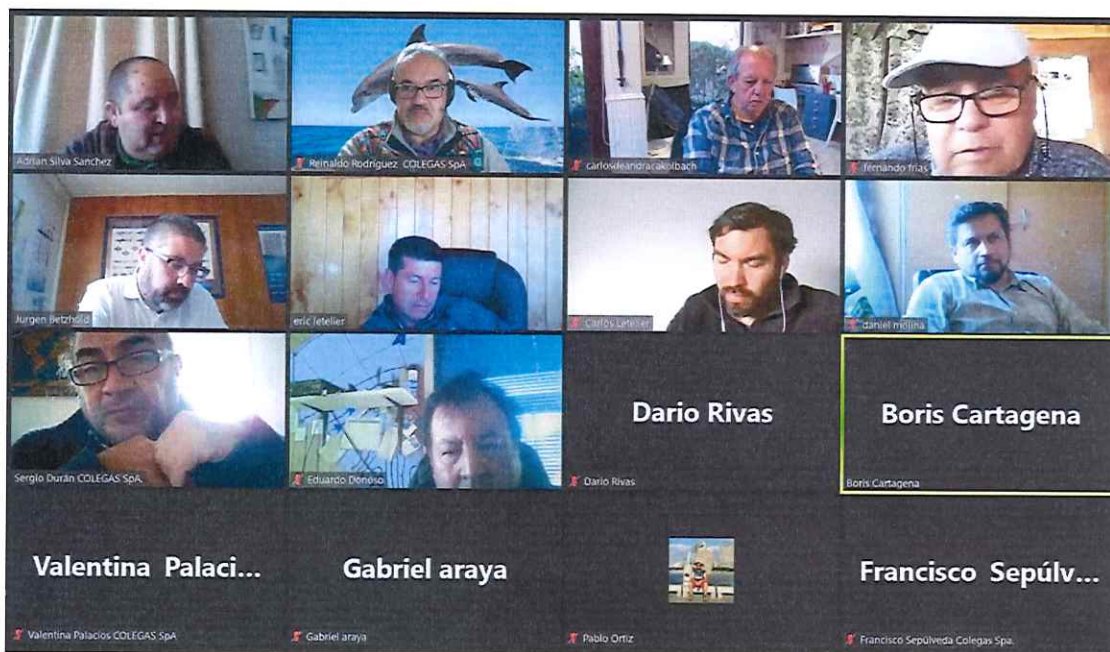 Adrian Silva Sanchez
Reinaldo Rodríguez COLEGAS SpA
carlosdeandracakolbach
fernando frias
Jurgen Betzhold
eric letelier
Carlos Letelier
daniel molina
Sergio Durán COLEGAS SpA.
Eduardo Donoso
Dario Rivas
Dario Rivas
Boris Cartagena
Boris Cartagena
Valentina Palaci...
Valentina Palacios COLEGAS SpA
Gabriel araya
Gabriel araya
Pablo Ortiz
Francisco Sepúlv...
Francisco Sepúlveda Colegas Spa.